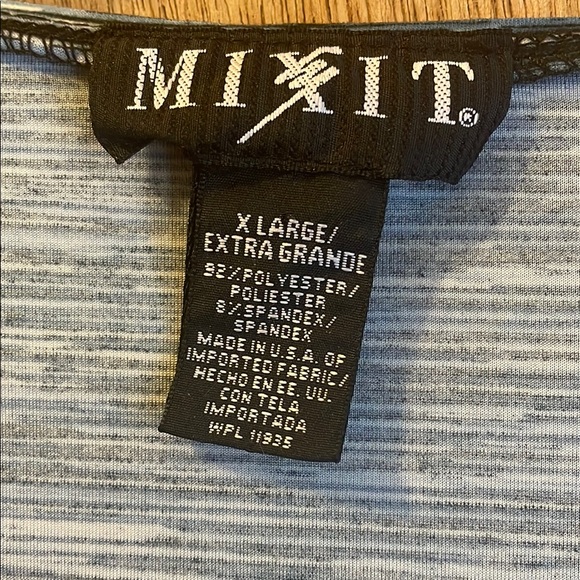 MIXIT®
X LARGE/
EXTRA GRANDE
92%POLYESTER/
POLIESTER
8%SPANDEX/
SPANDEX
MADE IN U.S.A. OF
IMPORTED FABRIC/
HECHO EN EE. UU.
CON TELA
IMPORTADA
WPL 11935